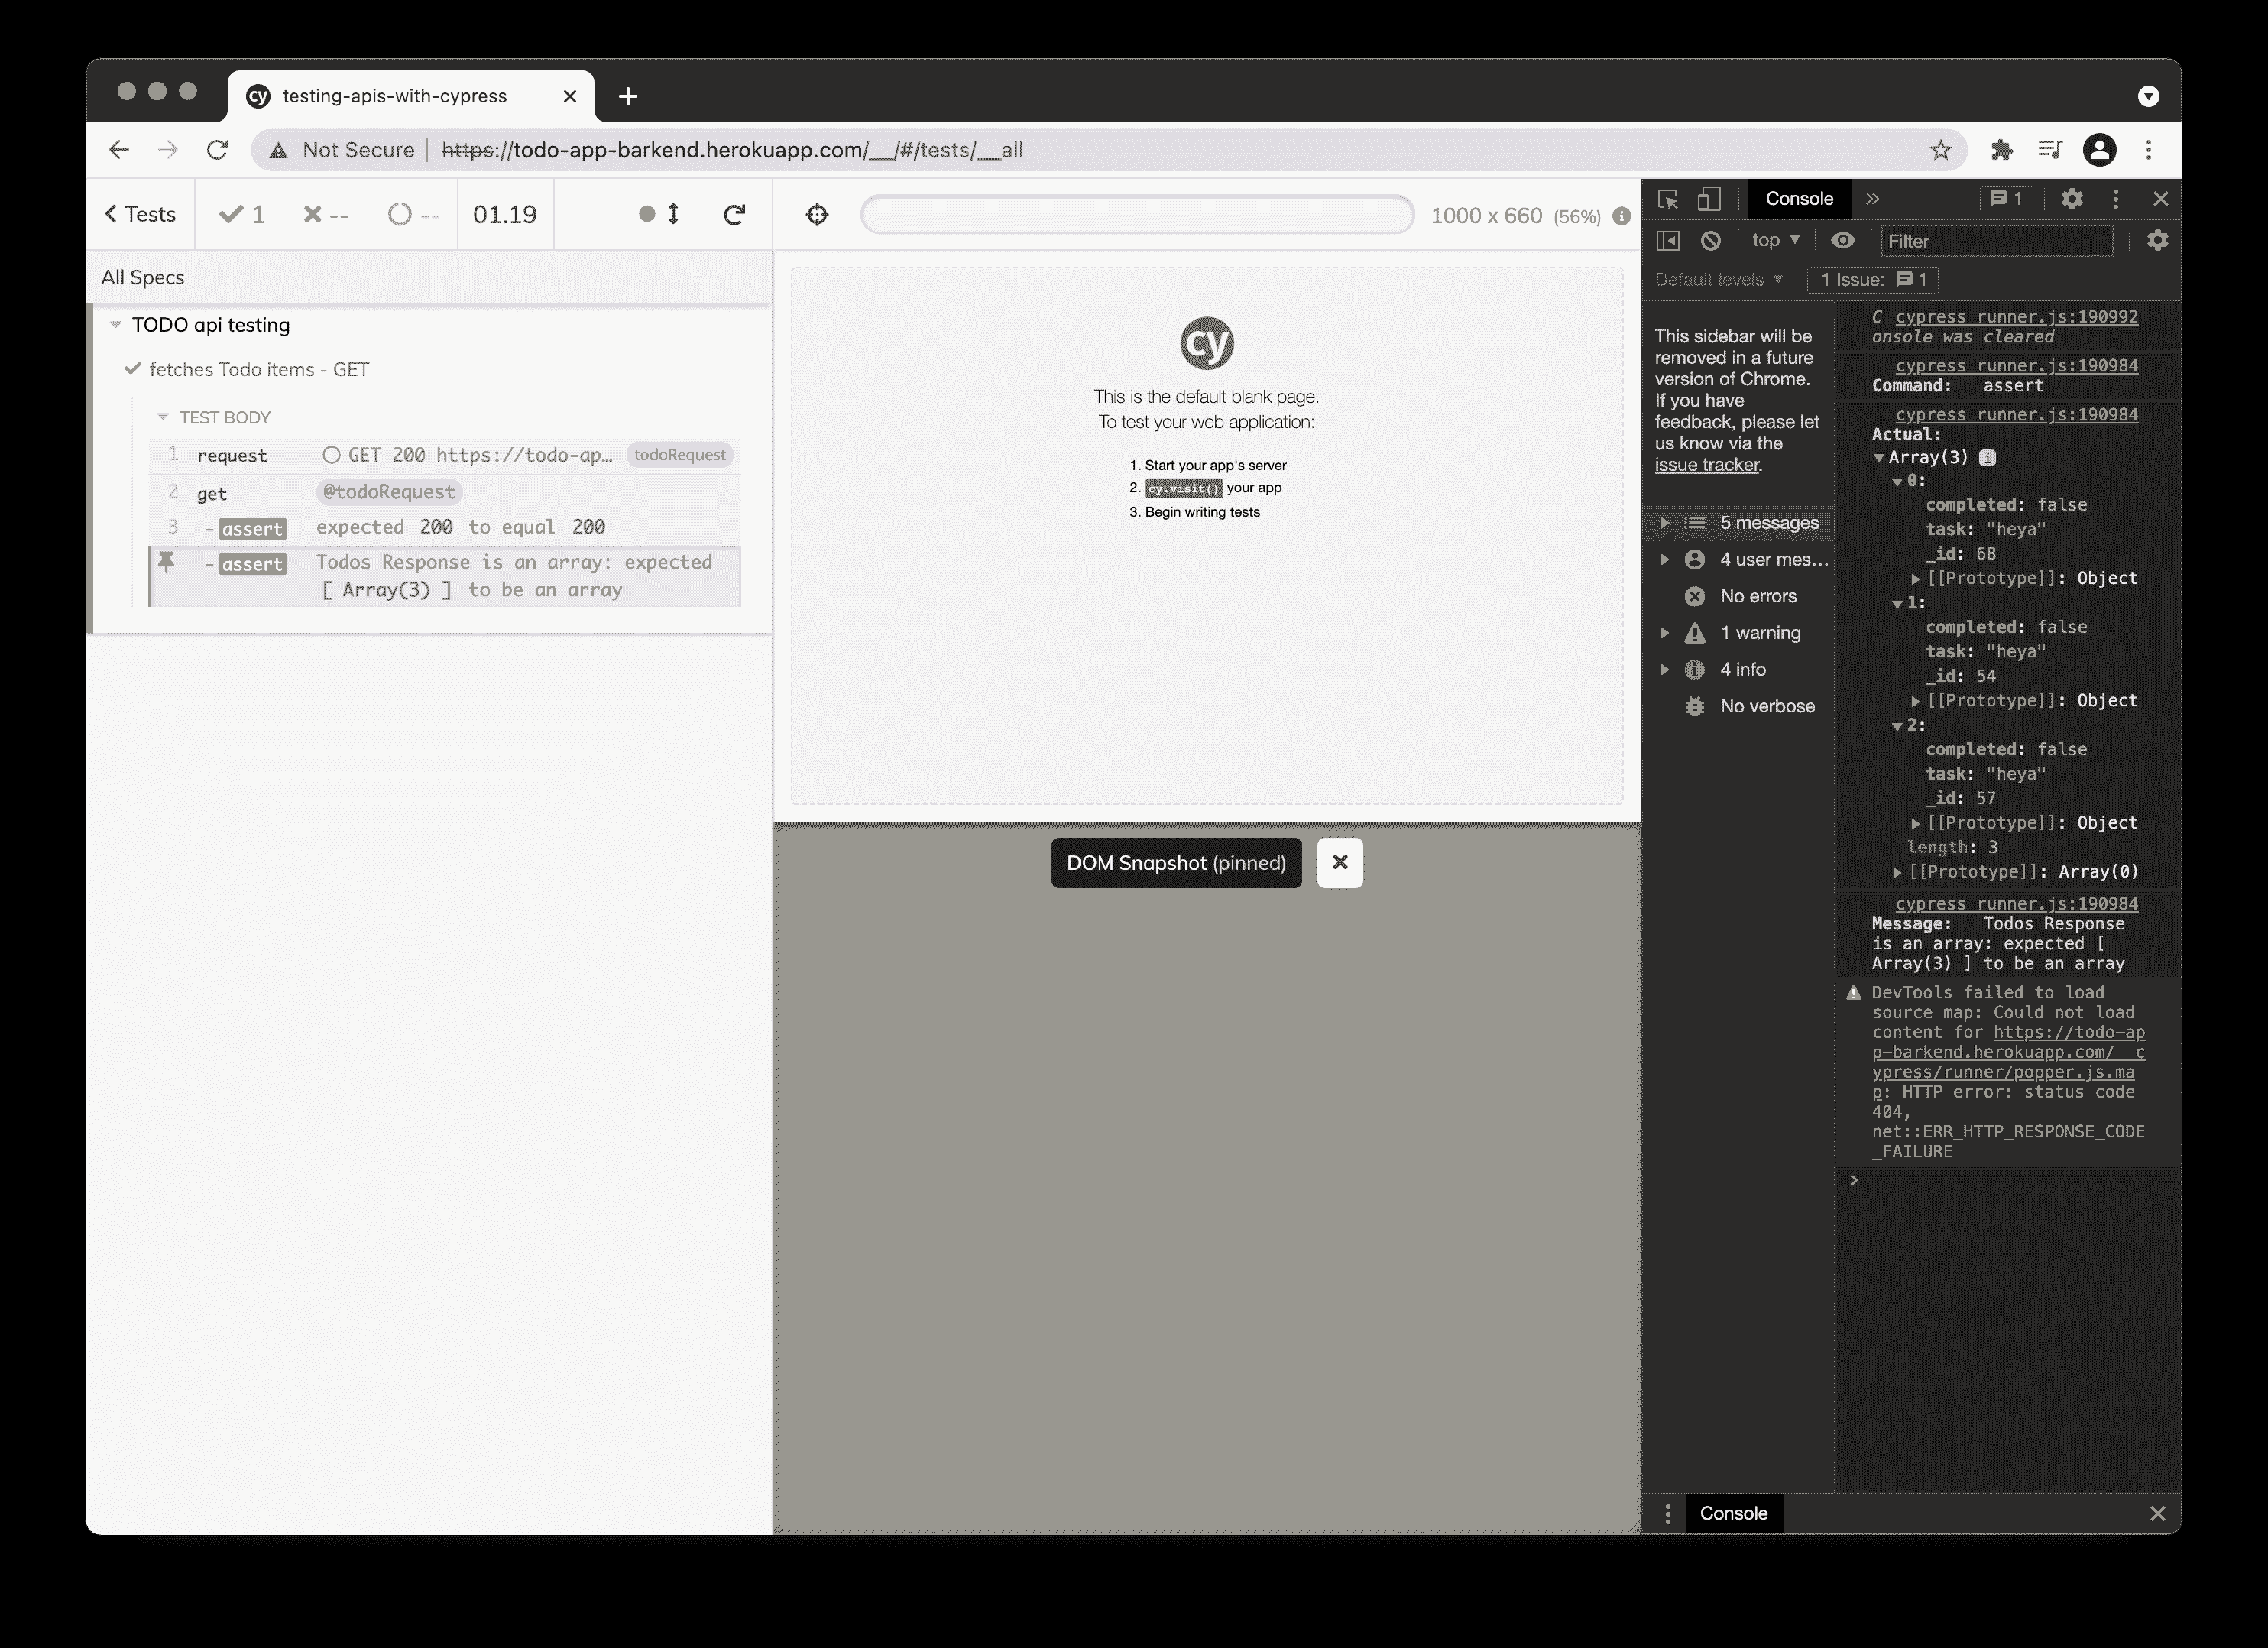 cy testing-apis-with-cypress
Not Secure https://todo-app-barkend.herokuapp.com/__/#/tests/__all
Tests 1 -- -- 01.19
1000 x 660 (56%)
All Specs
TODO api testing
fetches Todo items - GET
TEST BODY
1 request GET 200 https://todo-ap… todoRequest
2 get @todoRequest
3 -assert expected 200 to equal 200
-assert Todos Response is an array: expected
[ Array(3) ] to be an array
cy
This is the default blank page.
To test your web application:
1. Start your app's server
2. cy.visit() your app
3. Begin writing tests
DOM Snapshot (pinned)
Console 1
top Filter
Default levels 1 Issue: 1
This sidebar will be
removed in a future
version of Chrome.
If you have
feedback, please let
us know via the
issue tracker.
5 messages
4 user mes…
No errors
1 warning
4 info
No verbose
C cypress_runner.js:190992
onsole was cleared
cypress_runner.js:190984
Command: assert
cypress_runner.js:190984
Actual:
Array(3) i
0:
completed: false
task: "heya"
_id: 68
[[Prototype]]: Object
1:
completed: false
task: "heya"
_id: 54
[[Prototype]]: Object
2:
completed: false
task: "heya"
_id: 57
[[Prototype]]: Object
length: 3
[[Prototype]]: Array(0)
cypress_runner.js:190984
Message: Todos Response
is an array: expected [
Array(3) ] to be an array
DevTools failed to load
source map: Could not load
content for https://todo-ap
p-barkend.herokuapp.com/__c
ypress/runner/popper.js.ma
p: HTTP error: status code
404,
net::ERR_HTTP_RESPONSE_CODE
_FAILURE
Console